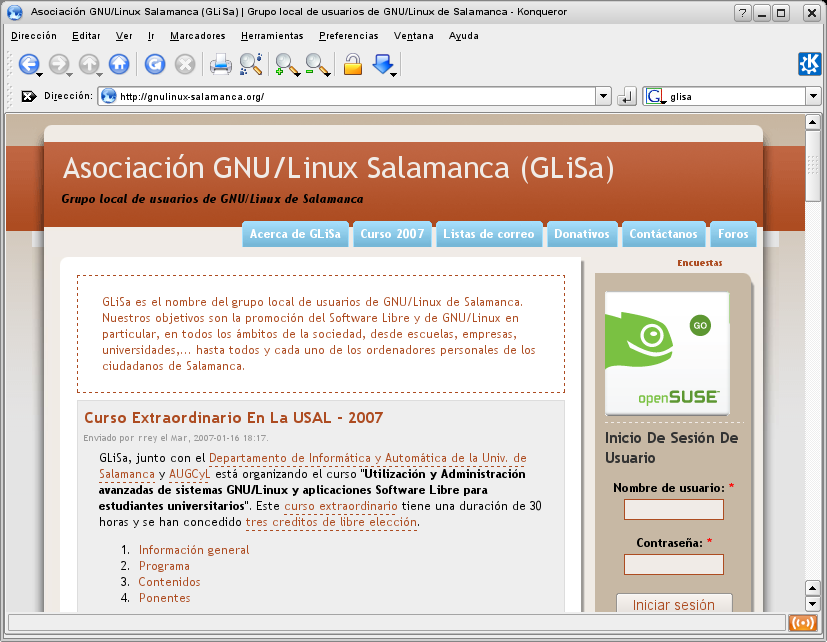 Asociación GNU/Linux Salamanca (GLiSa) | Grupo local de usuarios de GNU/Linux de Salamanca - Konqueror
Dirección Editar Ver Ir Marcadores Herramientas Preferencias Ventana Ayuda
Dirección: http://gnulinux-salamanca.org/ glisa
Asociación GNU/Linux Salamanca (GLiSa)
Grupo local de usuarios de GNU/Linux de Salamanca
Acerca de GLiSa Curso 2007 Listas de correo Donativos Contáctanos Foros
Encuestas
GLiSa es el nombre del grupo local de usuarios de GNU/Linux de Salamanca.
Nuestros objetivos son la promoción del Software Libre y de GNU/Linux en
particular, en todos los ámbitos de la sociedad, desde escuelas, empresas,
universidades,... hasta todos y cada uno de los ordenadores personales de los
ciudadanos de Salamanca.
Curso Extraordinario En La USAL - 2007
Enviado por rrey el Mar, 2007-01-16 18:17.
GLiSa, junto con el Departamento de Informática y Automática de la Univ. de
Salamanca y AUGCyL está organizando el curso "Utilización y Administración
avanzadas de sistemas GNU/Linux y aplicaciones Software Libre para
estudiantes universitarios". Este curso extraordinario tiene una duración de 30
horas y se han concedido tres creditos de libre elección.
1. Información general
2. Programa
3. Contenidos
4. Ponentes
GO
openSUSE
Inicio De Sesión De
Usuario
Nombre de usuario: *
Contraseña: *
Iniciar sesión